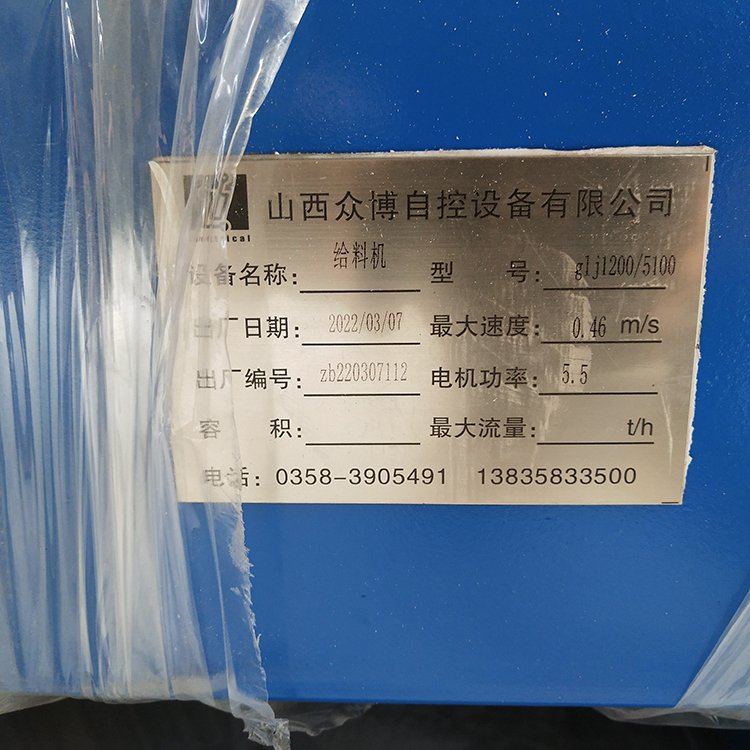 山西众博自控设备有限公司
设备名称: 给料机 型 号: glj1200/5100
出厂日期: 2022/03/07 最大速度: 0.46 m/s
出厂编号: zb220307112 电机功率: 5.5
容 积: 最大流量: t/h
电话: 0358-3905491 13835833500